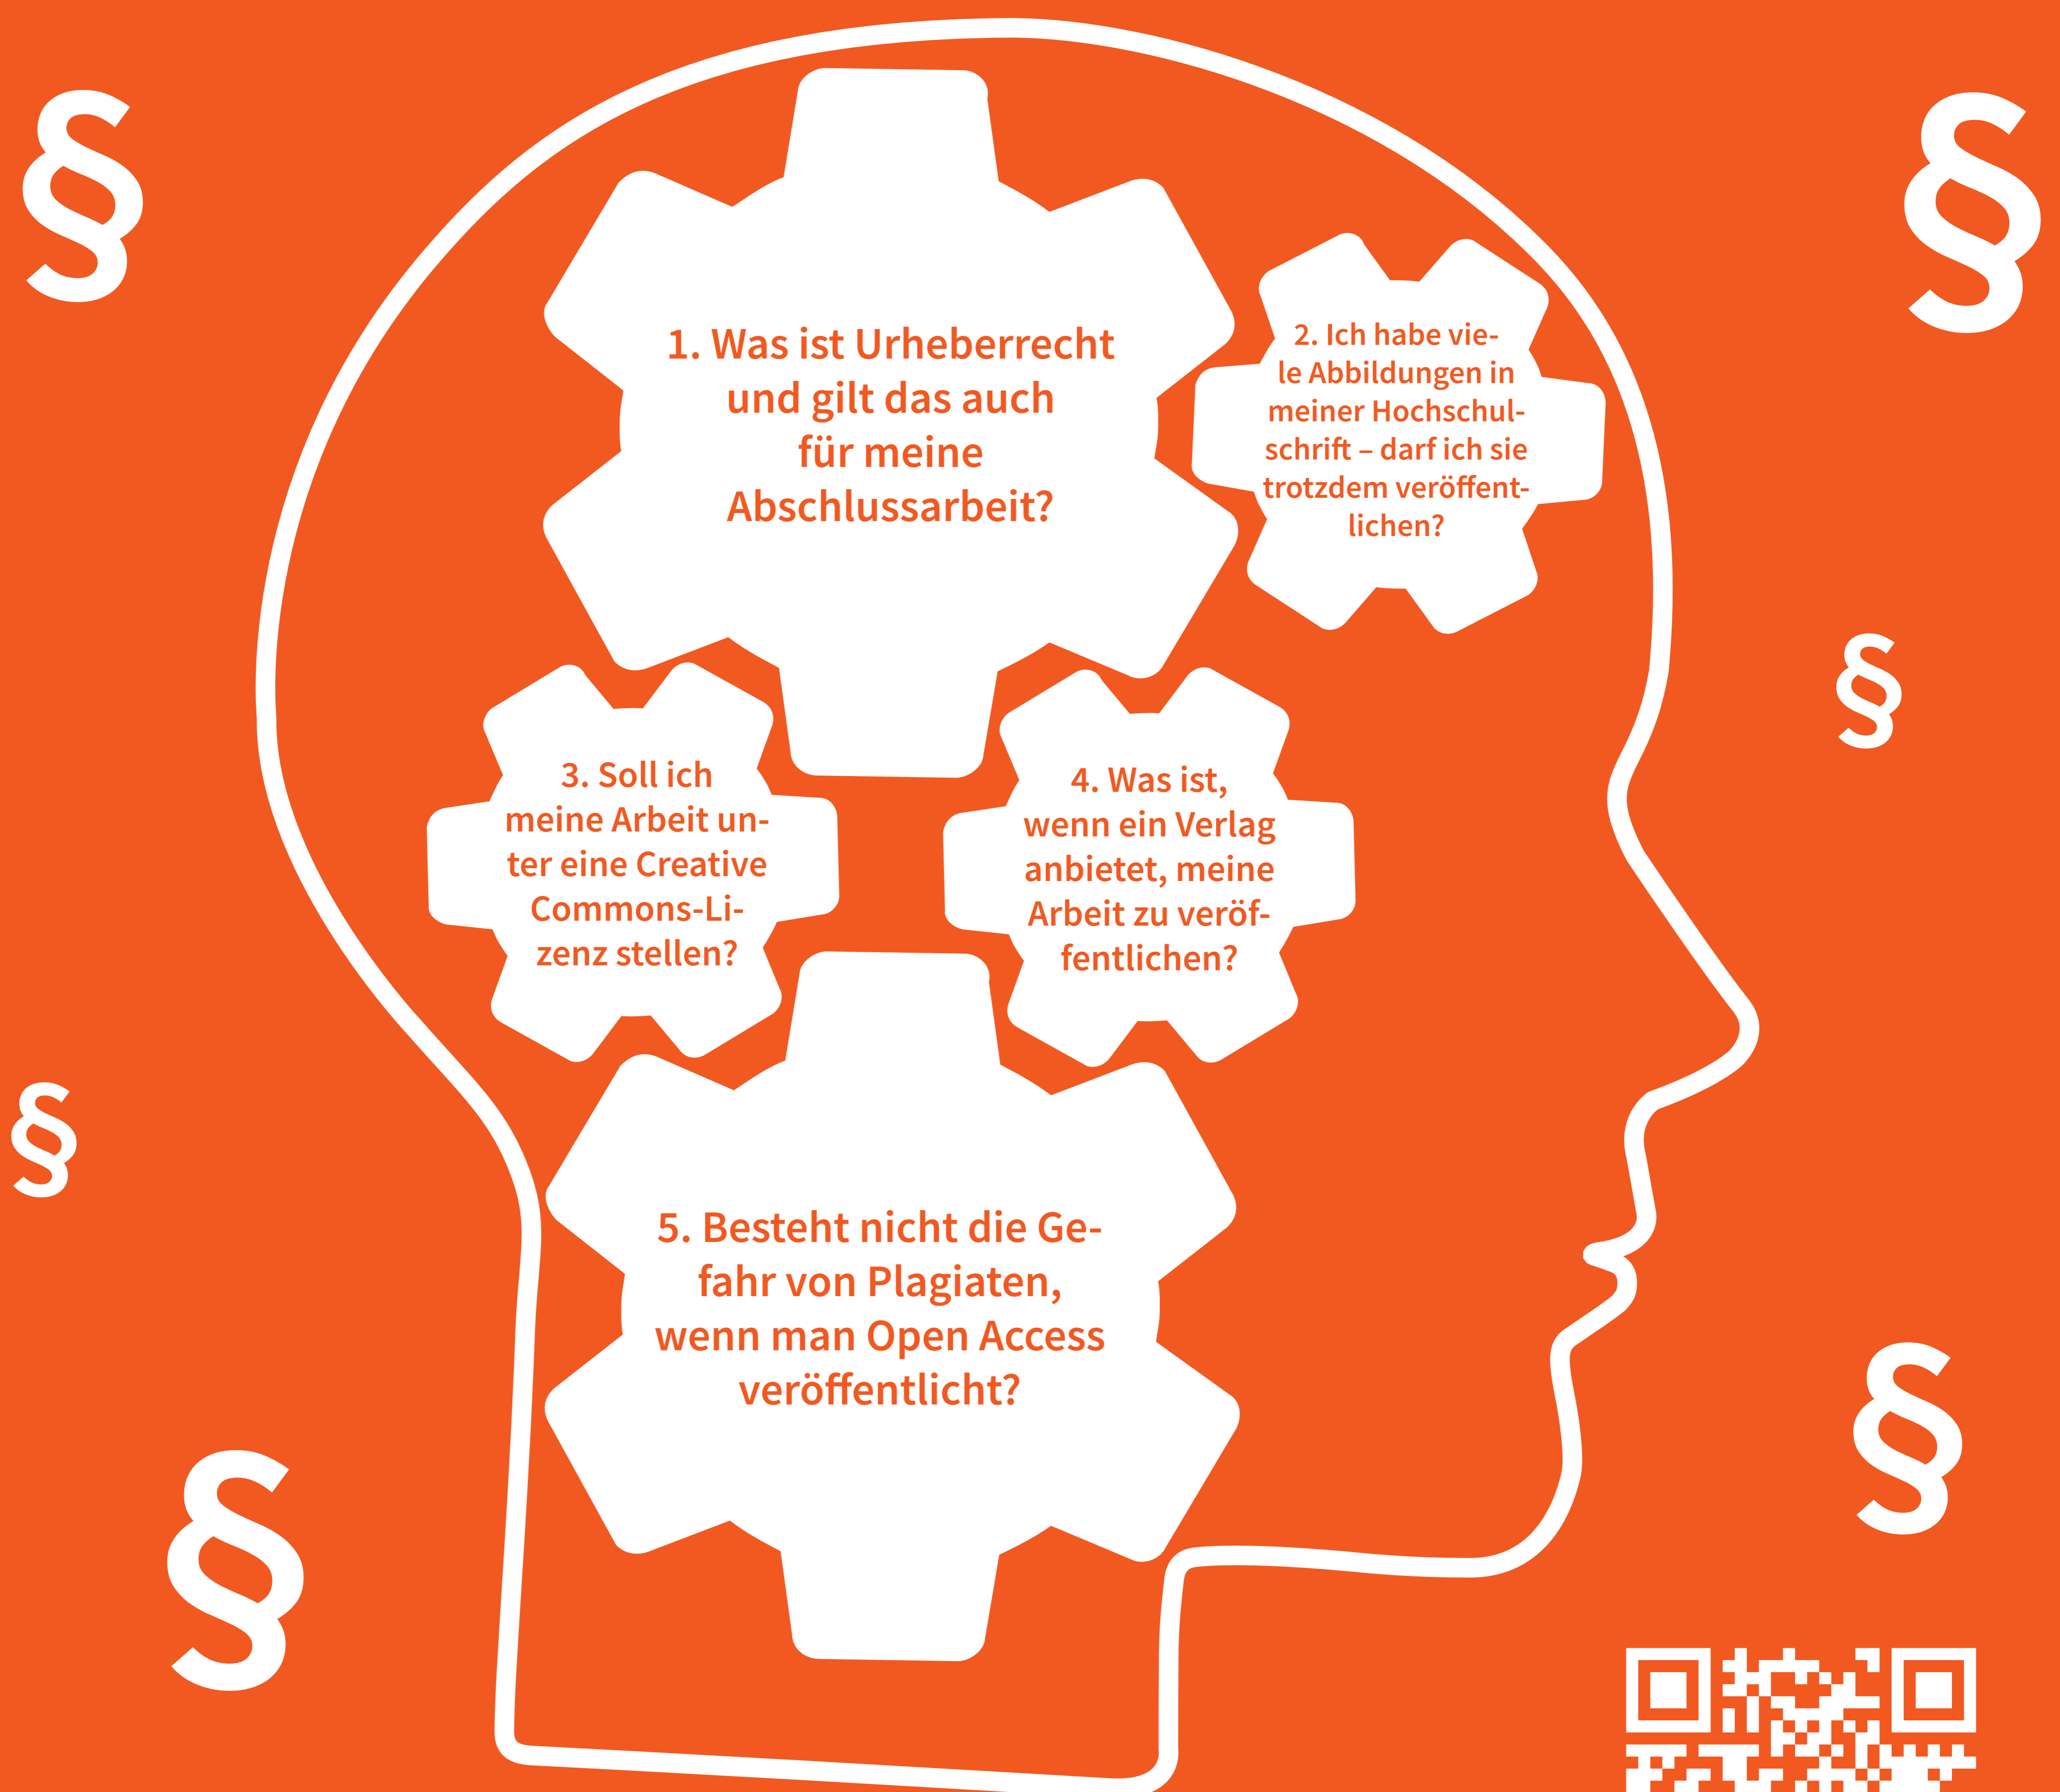 §
§
1. Was ist Urheberrecht
und gilt das auch
für meine
Abschlussarbeit?
2. Ich habe vie-
le Abbildungen in
meiner Hochschul-
schrift – darf ich sie
trotzdem veröffent-
lichen?
§
3. Soll ich
meine Arbeit un-
ter eine Creative
Commons-Li-
zenz stellen?
4. Was ist,
wenn ein Verlag
anbietet, meine
Arbeit zu veröf-
fentlichen?
§
5. Besteht nicht die Ge-
fahr von Plagiaten,
wenn man Open Access
veröffentlicht?
§
§